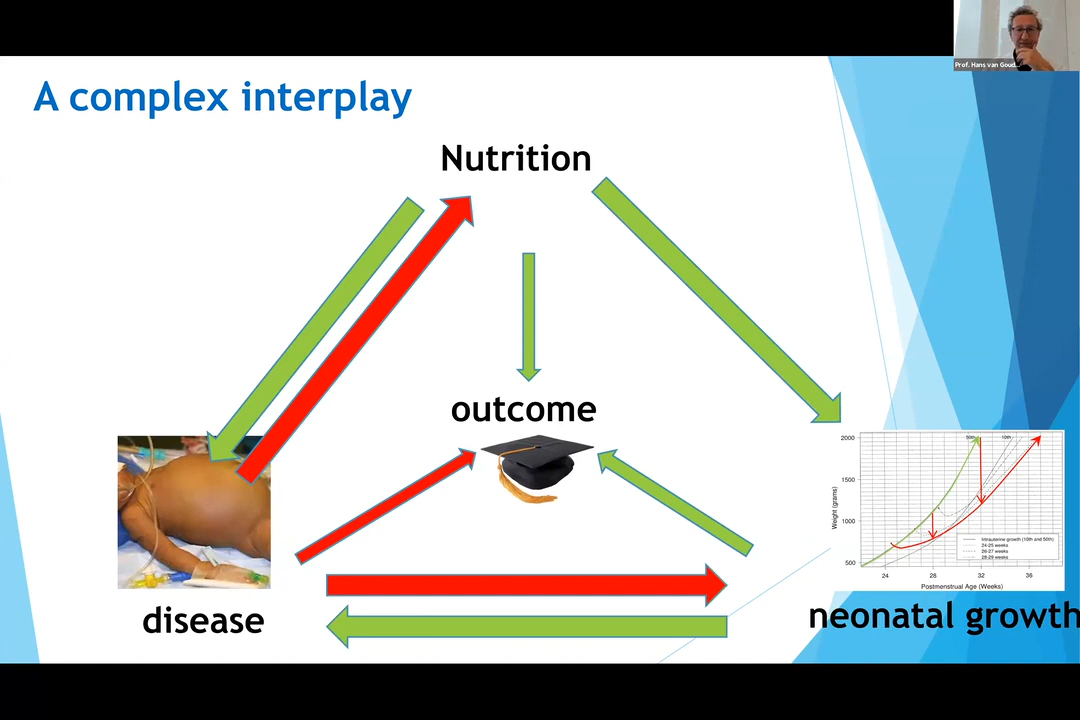 Prof. Hans van Goud...
A complex interplay
Nutrition
outcome
disease
neonatal growth
2000
1500
1000
500
Weight (grams)
50th
10th
Intrauterine growth (10th and 50th)
24-25 weeks
26-27 weeks
28-29 weeks
24
28
32
36
Postmenstrual Age (Weeks)